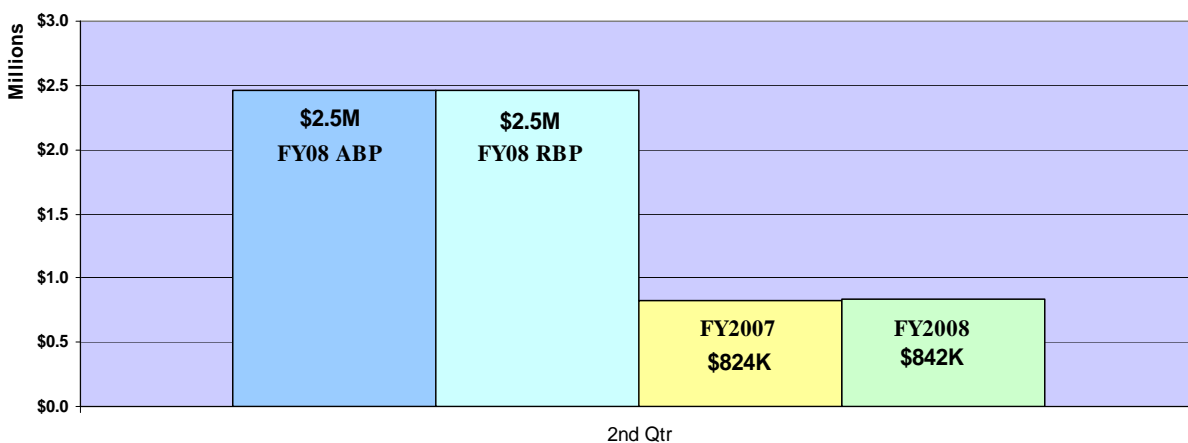 Millions
$3.0
$2.5
$2.0
$1.5
$1.0
$0.5
$0.0
$2.5M
FY08 ABP
$2.5M
FY08 RBP
FY2007
$824K
FY2008
$842K
2nd Qtr